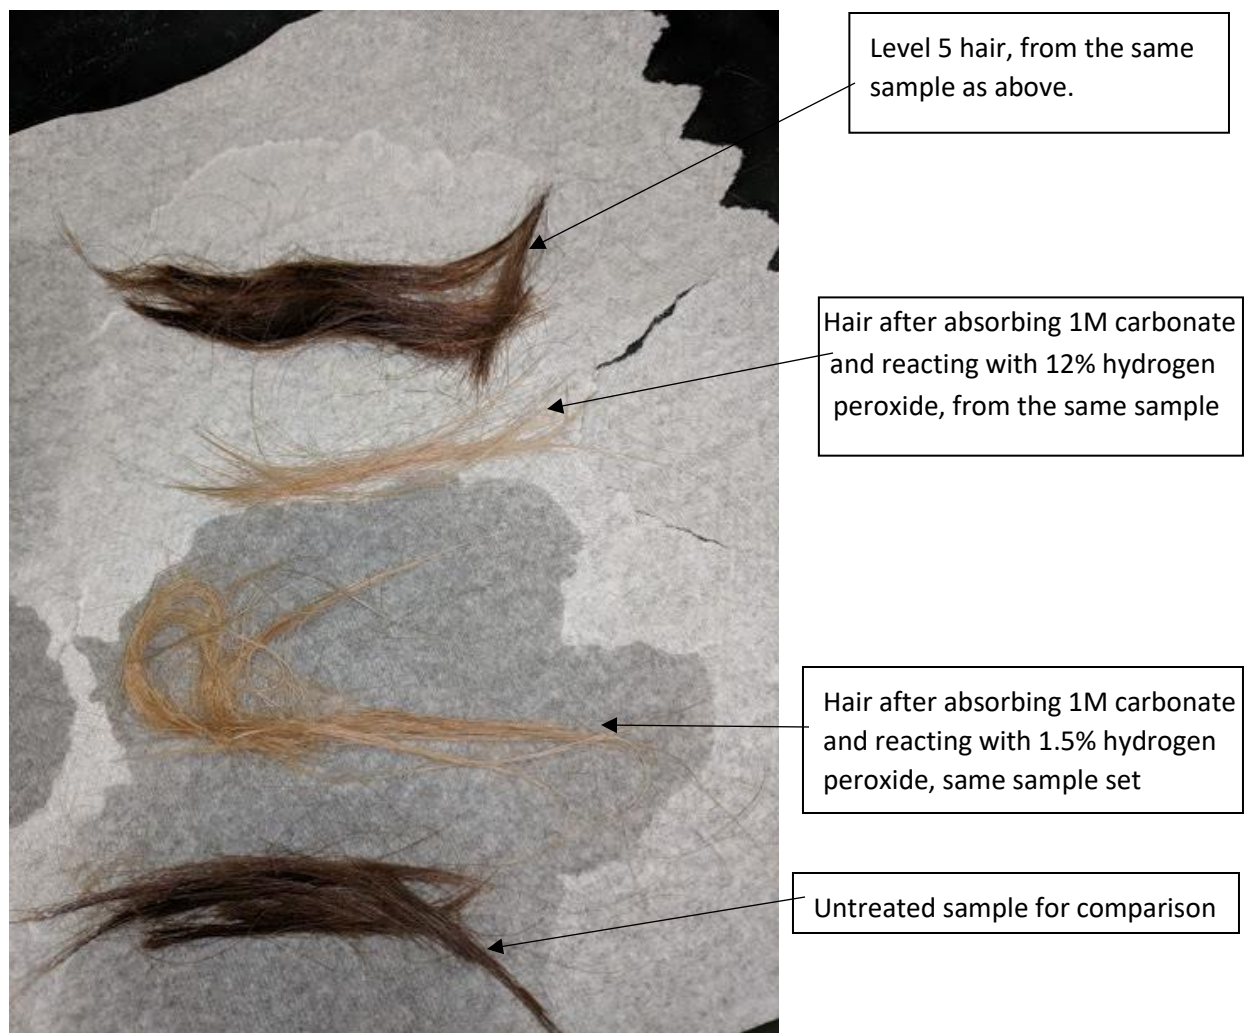 Level 5 hair, from the same
sample as above.
Hair after absorbing 1M carbonate
and reacting with 12% hydrogen
peroxide, from the same sample
Hair after absorbing 1M carbonate
and reacting with 1.5% hydrogen
peroxide, same sample set
Untreated sample for comparison